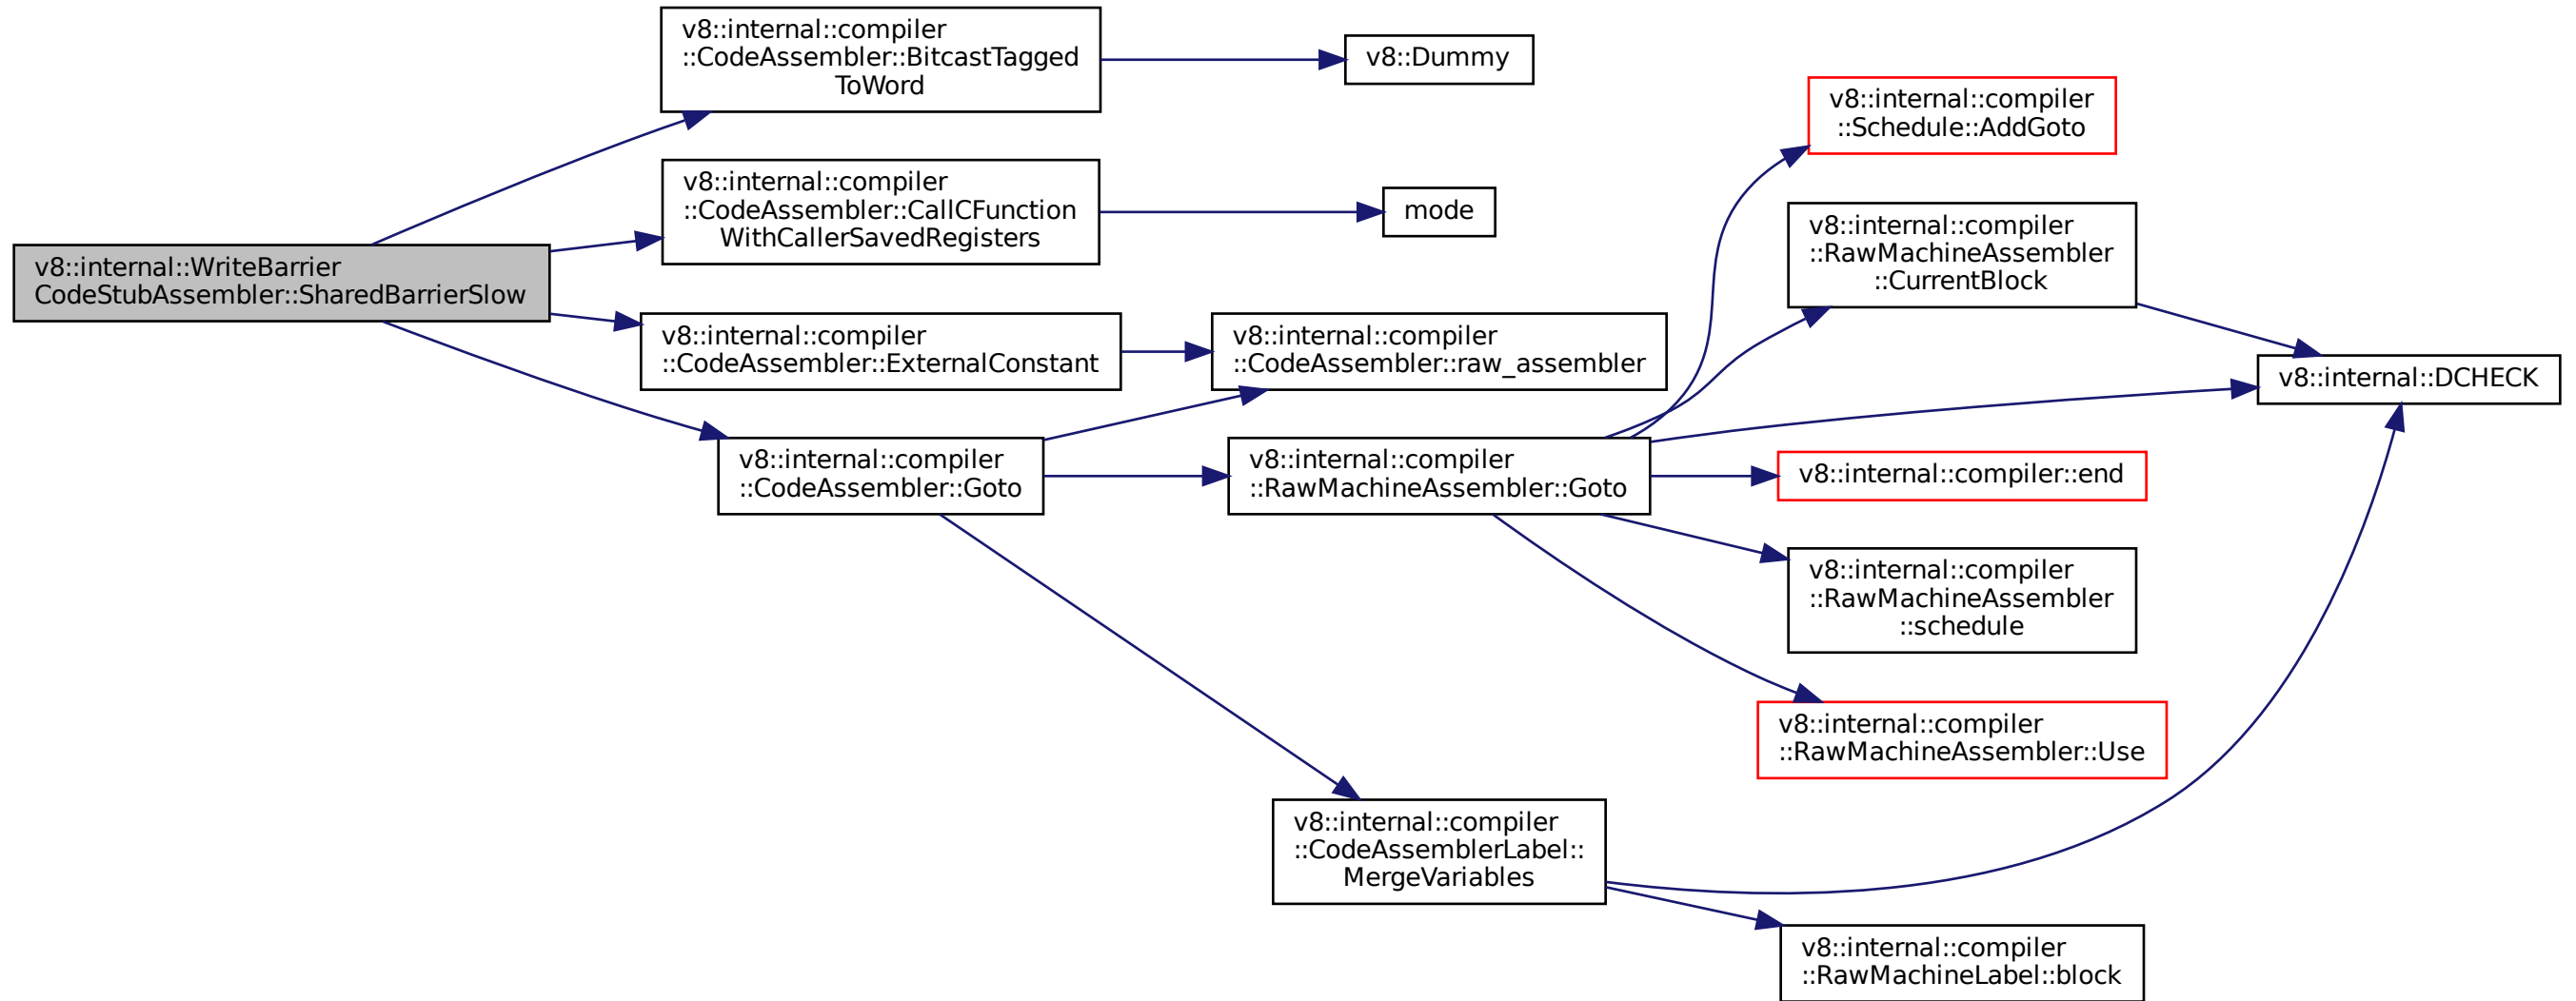 v8::internal::WriteBarrier
CodeStubAssembler::SharedBarrierSlow
v8::internal::compiler
::CodeAssembler::BitcastTagged
ToWord
v8::Dummy
v8::internal::compiler
::CodeAssembler::CallCFunction
WithCallerSavedRegisters
mode
v8::internal::compiler
::CodeAssembler::ExternalConstant
v8::internal::compiler
::CodeAssembler::raw_assembler
v8::internal::compiler
::CodeAssembler::Goto
v8::internal::compiler
::RawMachineAssembler::Goto
v8::internal::compiler
::Schedule::AddGoto
v8::internal::compiler
::RawMachineAssembler
::CurrentBlock
v8::internal::DCHECK
v8::internal::compiler::end
v8::internal::compiler
::RawMachineAssembler
::schedule
v8::internal::compiler
::RawMachineAssembler::Use
v8::internal::compiler
::CodeAssemblerLabel::
MergeVariables
v8::internal::compiler
::RawMachineLabel::block